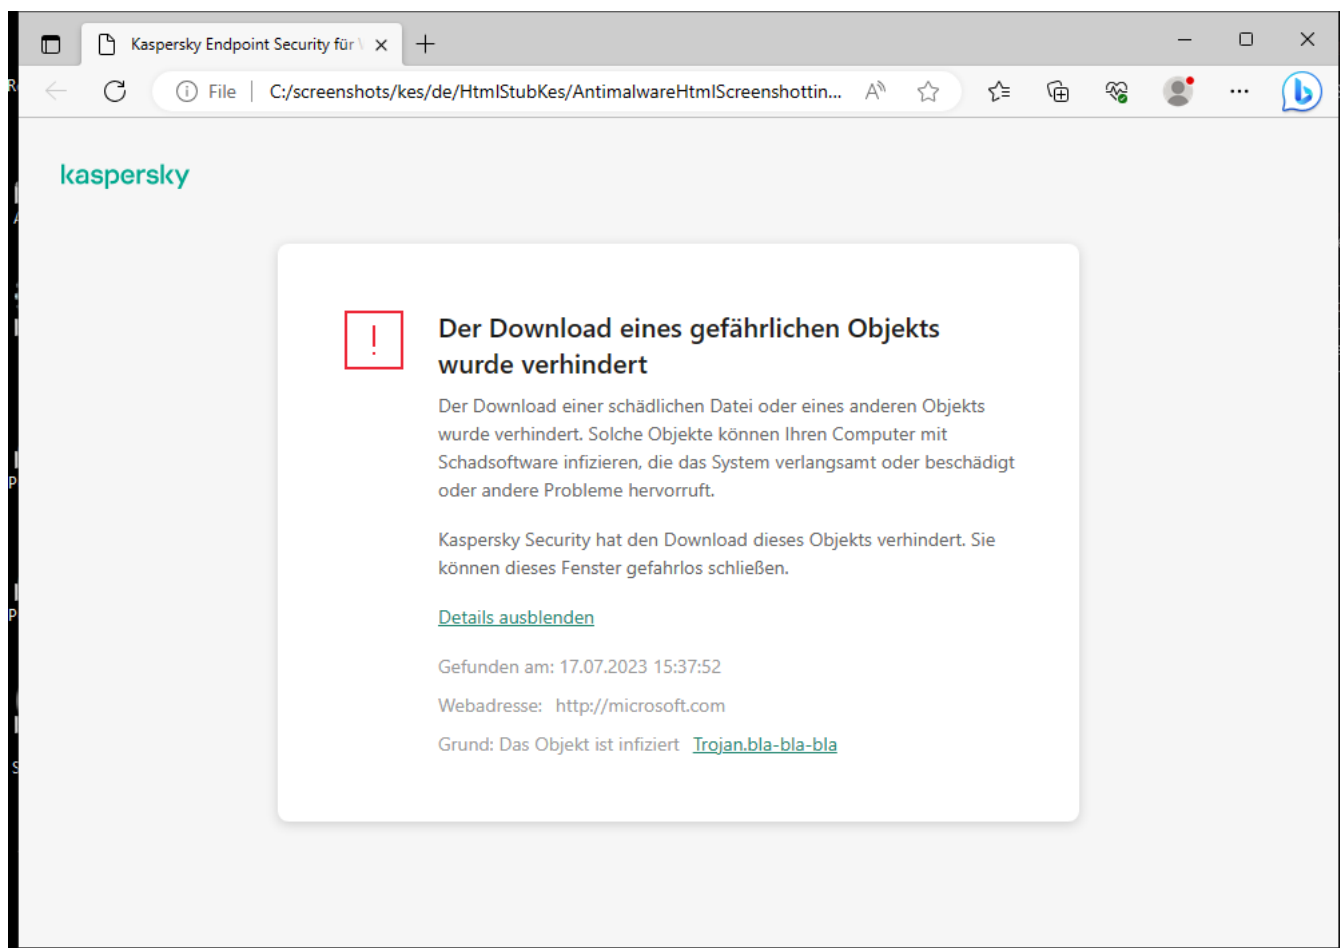 Kaspersky Endpoint Security für
File C:/screenshots/kes/de/HtmlStubKes/AntimalwareHtmlScreenshottin...
kaspersky
Der Download eines gefährlichen Objekts
wurde verhindert
Der Download einer schädlichen Datei oder eines anderen Objekts
wurde verhindert. Solche Objekte können Ihren Computer mit
Schadsoftware infizieren, die das System verlangsamt oder beschädigt
oder andere Probleme hervorruft.
Kaspersky Security hat den Download dieses Objekts verhindert. Sie
können dieses Fenster gefahrlos schließen.
Details ausblenden
Gefunden am: 17.07.2023 15:37:52
Webadresse: http://microsoft.com
Grund: Das Objekt ist infiziert Trojan.bla-bla-bla